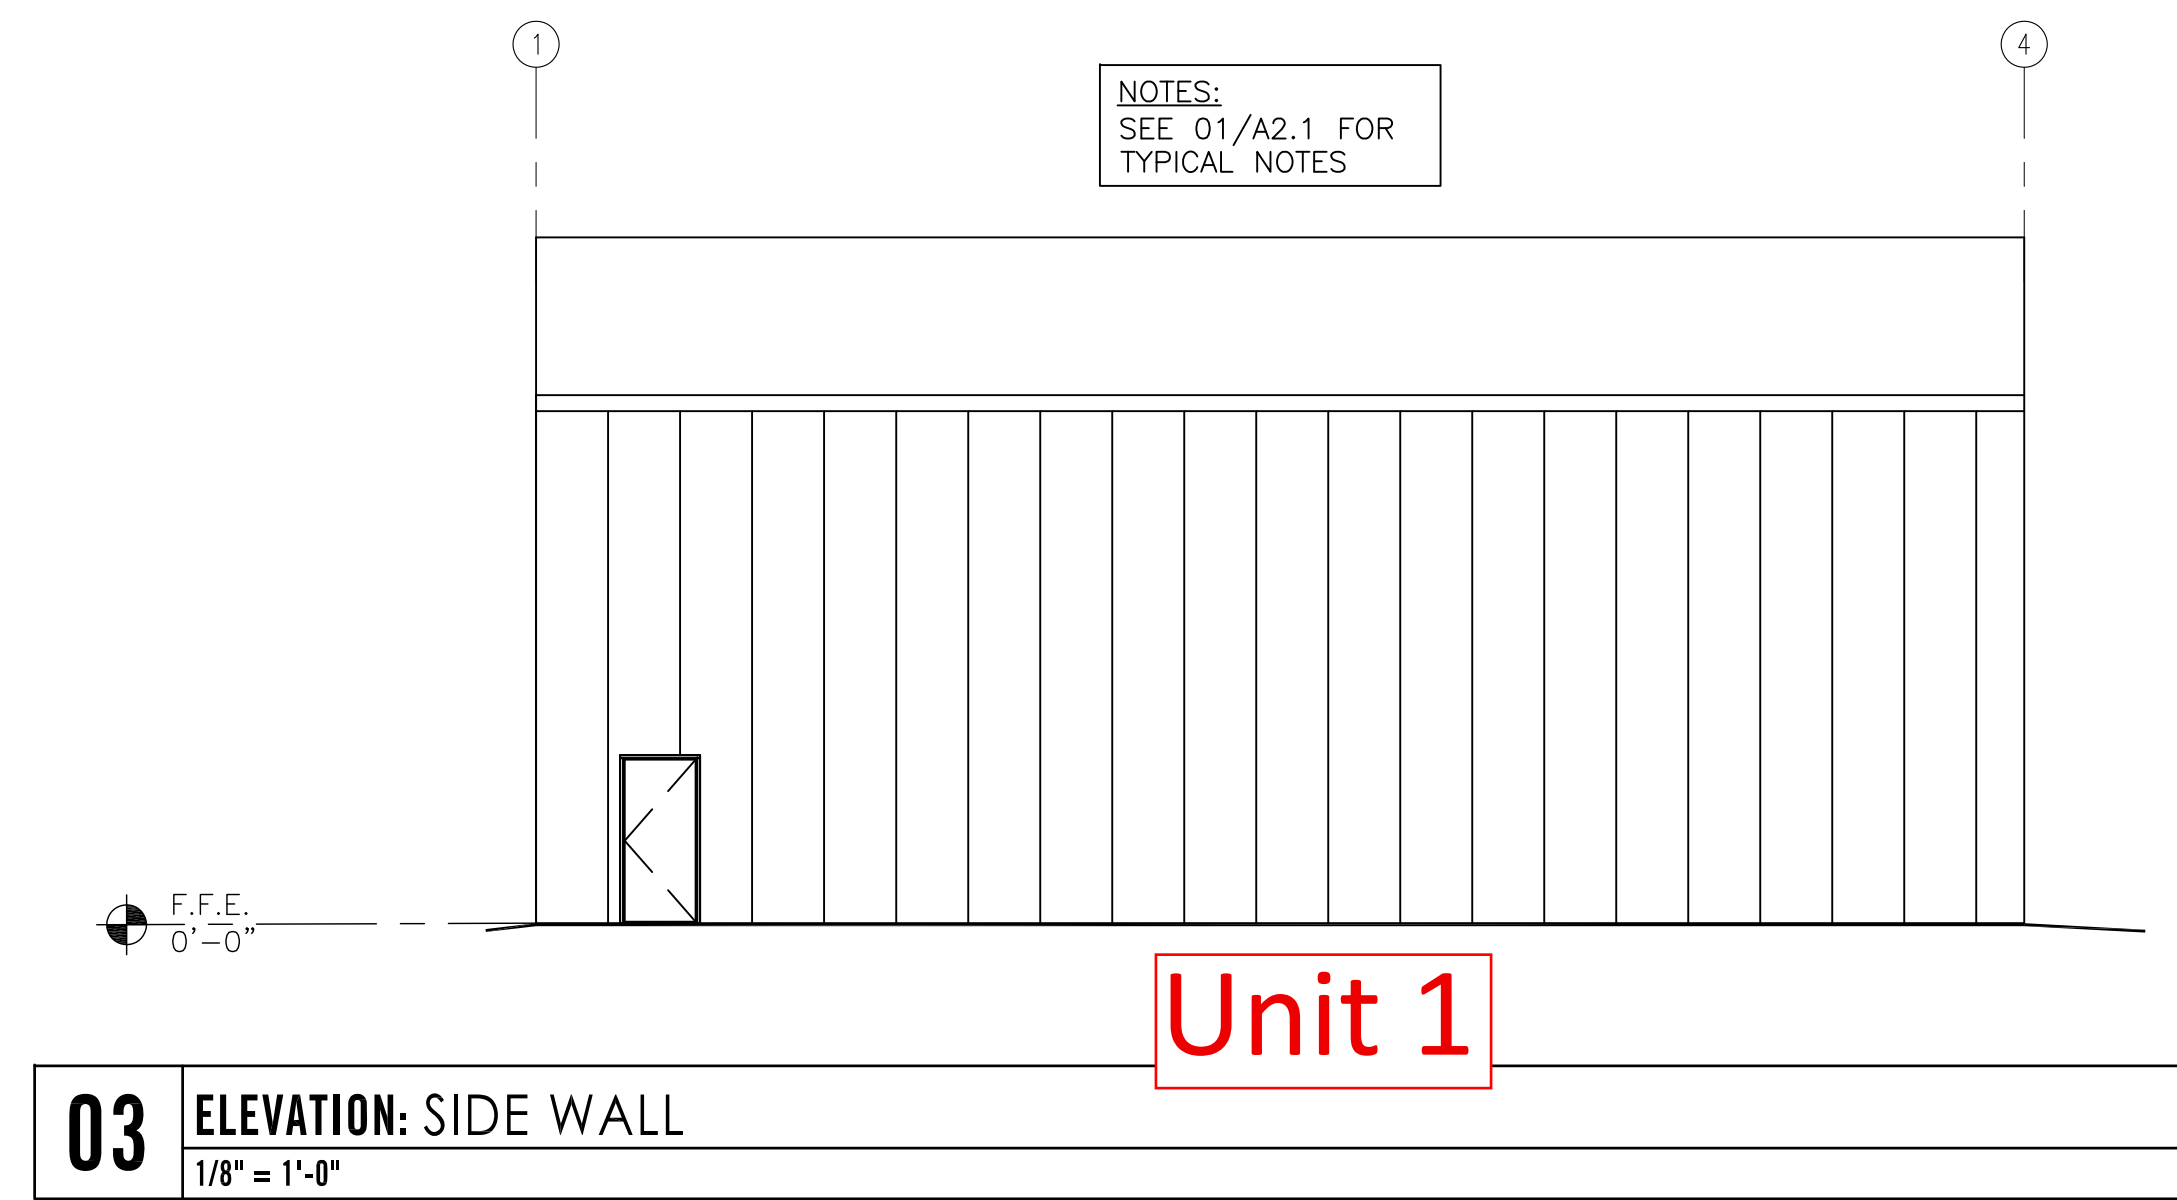 1
4
NOTES:
SEE 01/A2.1 FOR
TYPICAL NOTES
F.F.E.
0'-0"
Unit 1
03
ELEVATION: SIDE WALL
1/8" = 1'-0"